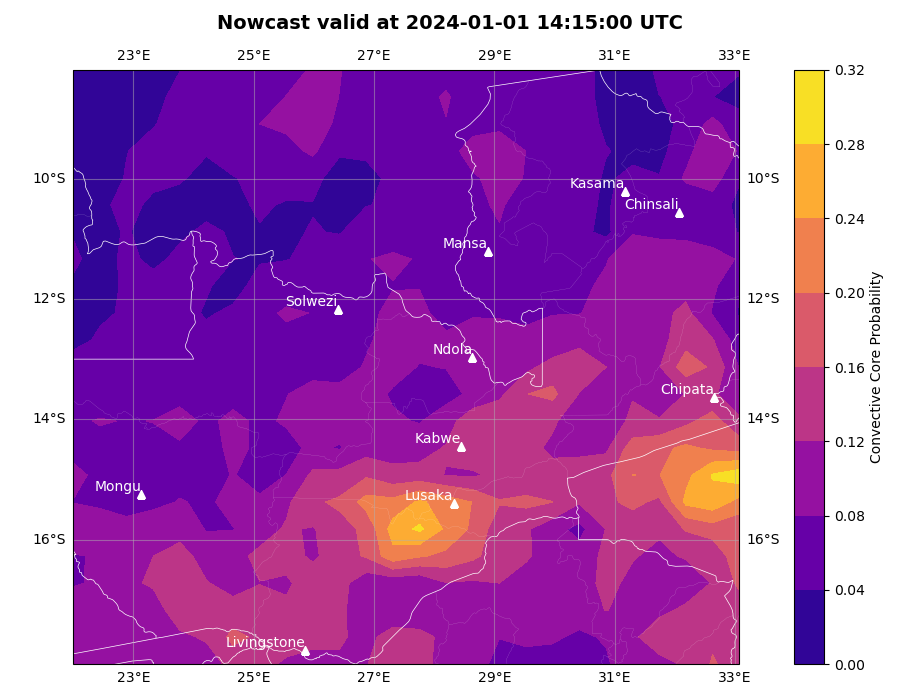 Nowcast valid at 2024-01-01 14:15:00 UTC
23°E 25°E 27°E 29°E 31°E 33°E
0.32
0.28
10°S Kasama 10°S
Chinsali
0.24
Mansa
12°S Solwezi 12°S
0.20
Ndola
0.16
Chipata
14°S 14°S
Kabwe
0.12
Mongu
Lusaka
0.08
16°S 16°S
0.04
Livingstone
0.00
23°E 25°E 27°E 29°E 31°E 33°E
Convective Core Probability